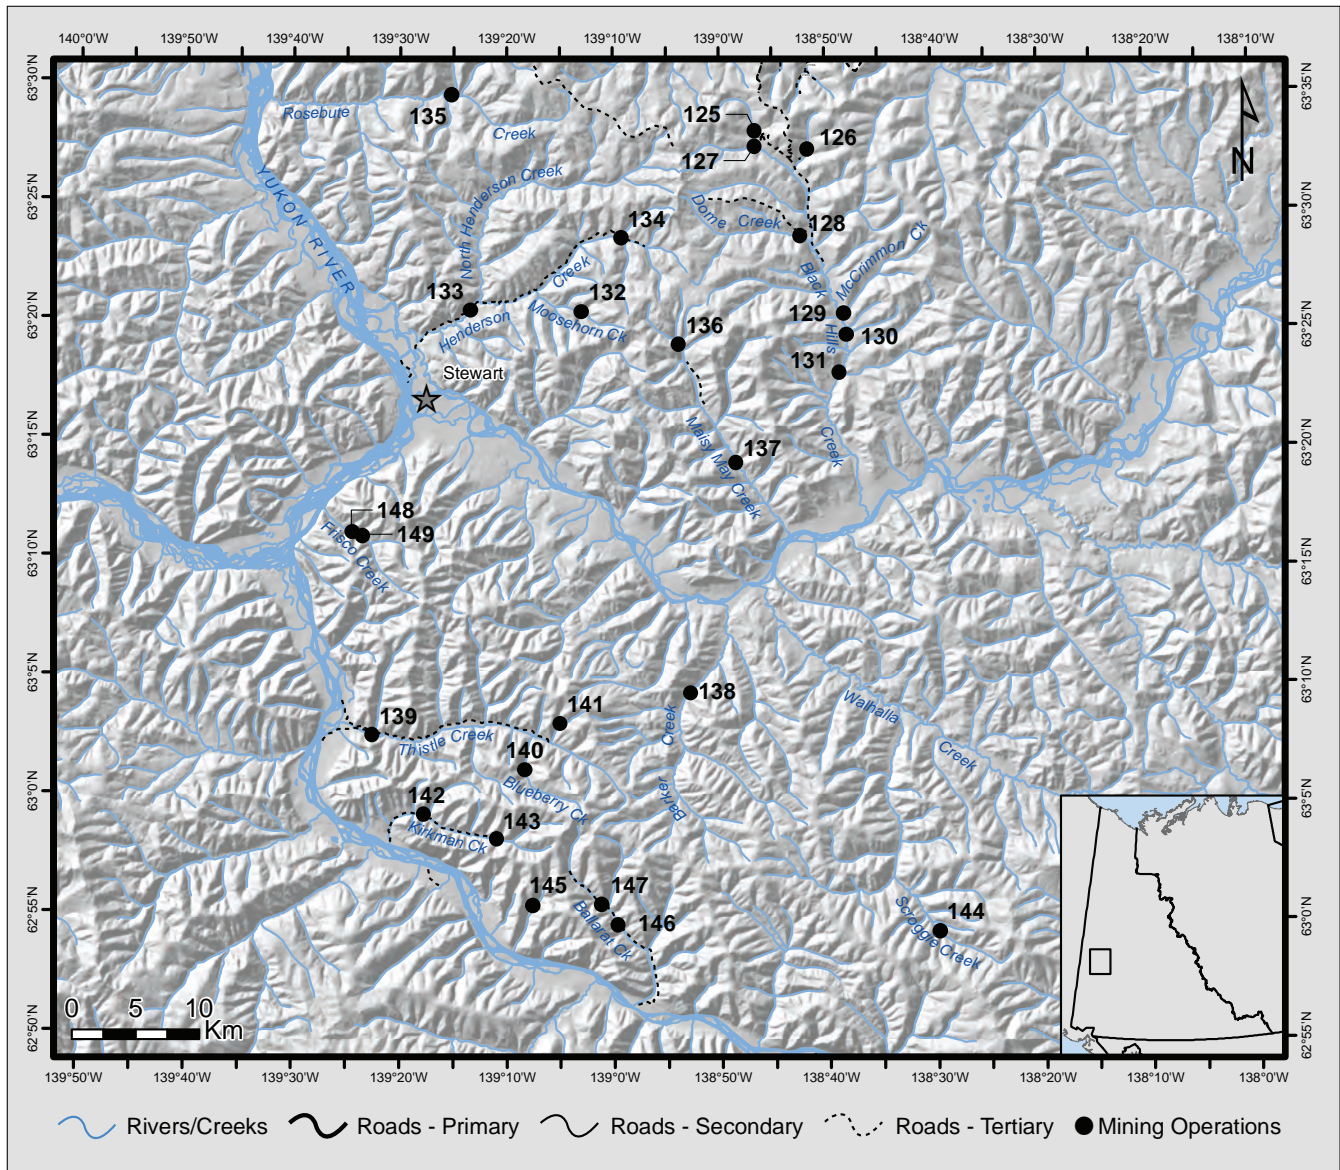 140°0'W 139°50'W 139°40'W 139°30'W 139°20'W 139°10'W 139°0'W 138°50'W 138°40'W 138°30'W 138°20'W 138°10'W
63°30'N
63°25'N
63°20'N
63°15'N
63°10'N
63°5'N
63°0'N
62°55'N
62°50'N
63°35'N
63°30'N
63°25'N
63°20'N
63°15'N
63°10'N
63°5'N
63°0'N
62°55'N
N
Rosebute
Creek
135
125
126
127
YUKON RIVER
North Henderson Creek
134
Dome Creek
128
McCrimmon Ck
Black
Hills
Creek
133
Henderson
Creek
132
Moosehorn Ck
129
130
136
131
Stewart
Maisy May Creek
137
148
149
Frisco Creek
138
Barker
Creek
Walhalla
Creek
139
141
Thistle Creek
140
Blueberry Ck
142
143
Kirkman Ck
145
147
146
Ballarat Ck
144
Scroggie Creek
0 5 10
Km
139°50'W 139°40'W 139°30'W 139°20'W 139°10'W 139°0'W 138°50'W 138°40'W 138°30'W 138°20'W 138°10'W 138°0'W
Rivers/Creeks Roads - Primary Roads - Secondary Roads - Tertiary Mining Operations